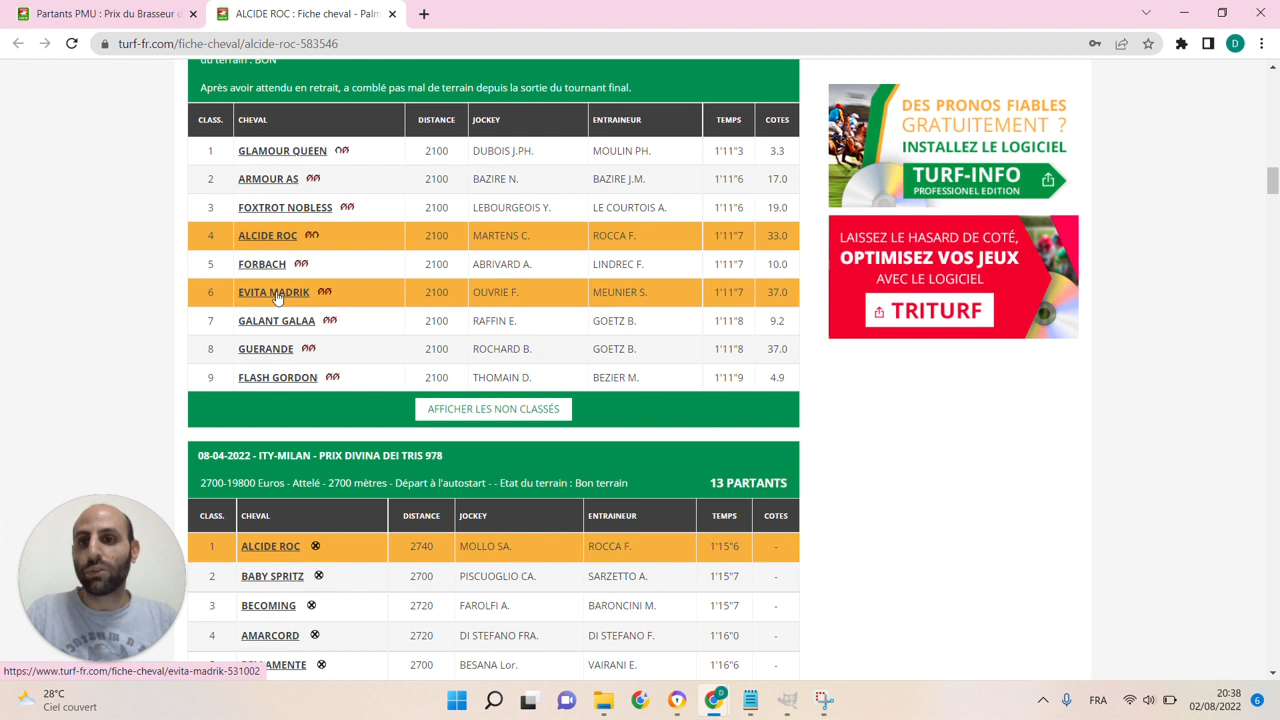 Partants PMU : Prix du Brasseur d
ALCIDE ROC : Fiche cheval - Palm
turf-fr.com/fiche-cheval/alcide-roc-583546
D
du terrain : BON
Après avoir attendu en retrait, a comblé pas mal de terrain depuis la sortie du tournant final.
CLASS. CHEVAL DISTANCE JOCKEY ENTRAINEUR TEMPS COTES
1 GLAMOUR QUEEN 2100 DUBOIS J.PH. MOULIN PH. 1'11"3 3.3
2 ARMOUR AS 2100 BAZIRE N. BAZIRE J.M. 1'11"6 17.0
3 FOXTROT NOBLESS 2100 LEBOURGEOIS Y. LE COURTOIS A. 1'11"6 19.0
4 ALCIDE ROC 2100 MARTENS C. ROCCA F. 1'11"7 33.0
5 FORBACH 2100 ABRIVARD A. LINDREC F. 1'11"7 10.0
6 EVITA MADRIK 2100 OUVRIE F. MEUNIER S. 1'11"7 37.0
7 GALANT GALAA 2100 RAFFIN E. GOETZ B. 1'11"8 9.2
8 GUERANDE 2100 ROCHARD B. GOETZ B. 1'11"8 37.0
9 FLASH GORDON 2100 THOMAIN D. BEZIER M. 1'11"9 4.9
AFFICHER LES NON CLASSÉS
08-04-2022 - ITY-MILAN - PRIX DIVINA DEI TRIS 978
2700-19800 Euros - Attelé - 2700 mètres - Départ à l'autostart - - Etat du terrain : Bon terrain 13 PARTANTS
CLASS. CHEVAL DISTANCE JOCKEY ENTRAINEUR TEMPS COTES
1 ALCIDE ROC 2740 MOLLO SA. ROCCA F. 1'15"6 -
2 BABY SPRITZ 2700 PISCUOGLIO CA. SARZETTO A. 1'15"7 -
3 BECOMING 2720 FAROLFI A. BARONCINI M. 1'15"7 -
4 AMARCORD 2720 DI STEFANO FRA. DI STEFANO F. 1'16"0 -
AMENTE 2700 BESANA Lor. VAIRANI E. 1'16"6 -
DES PRONOS FIABLES
GRATUITEMENT ?
INSTALLEZ LE LOGICIEL
TURF-INFO
PROFESSIONEL EDITION
LAISSEZ LE HASARD DE COTÉ,
OPTIMISEZ VOS JEUX
AVEC LE LOGICIEL
TRITURF
https://www.turf-fr.com/fiche-cheval/evita-madrik-531002
28°C
Ciel couvert
D
FRA
20:38
02/08/2022
6